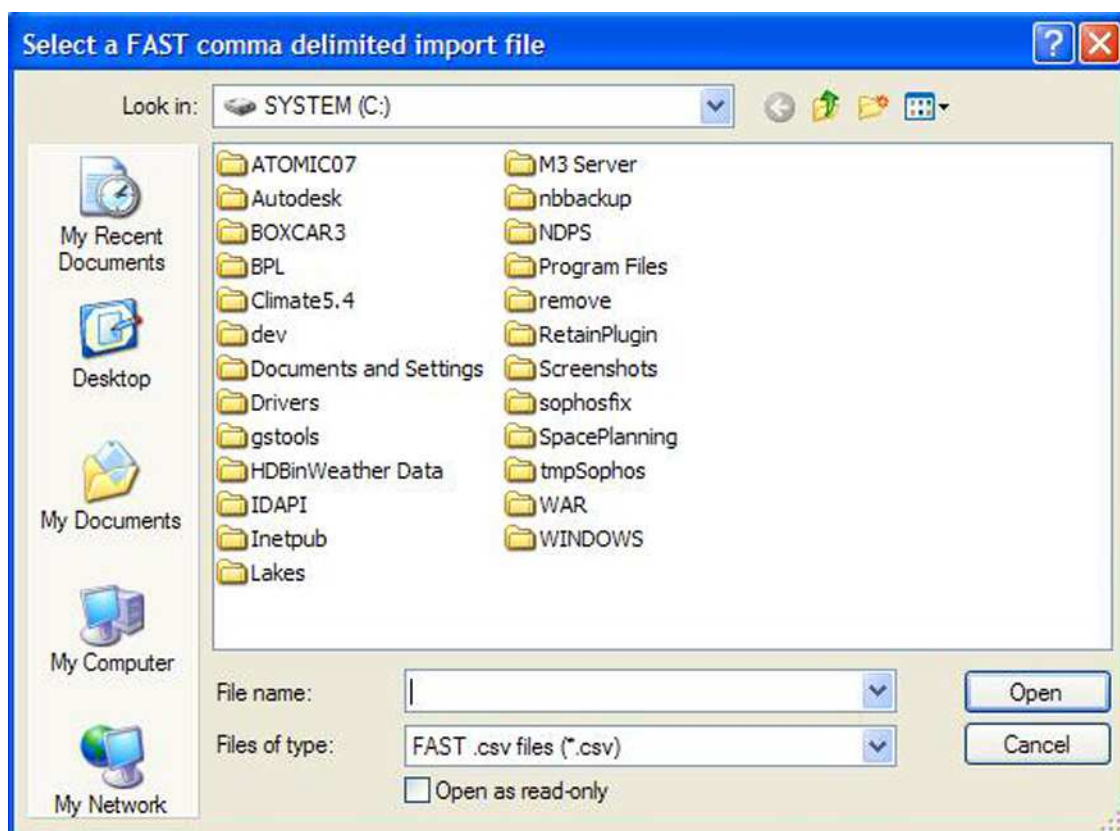 Select a FAST comma delimited import file
Look in: SYSTEM (C:)
My Recent
Documents
Desktop
My Documents
My Computer
My Network
ATOMIC07
Autodesk
BOXCAR3
BPL
Climate5.4
dev
Documents and Settings
Drivers
gstools
HDBinWeather Data
IDAPI
Inetpub
Lakes
M3 Server
nbbackup
NDPS
Program Files
remove
RetainPlugin
Screenshots
sophosfix
SpacePlanning
tmpSophos
WAR
WINDOWS
File name:
Open
Files of type: FAST .csv files (*.csv)
Cancel
Open as read-only